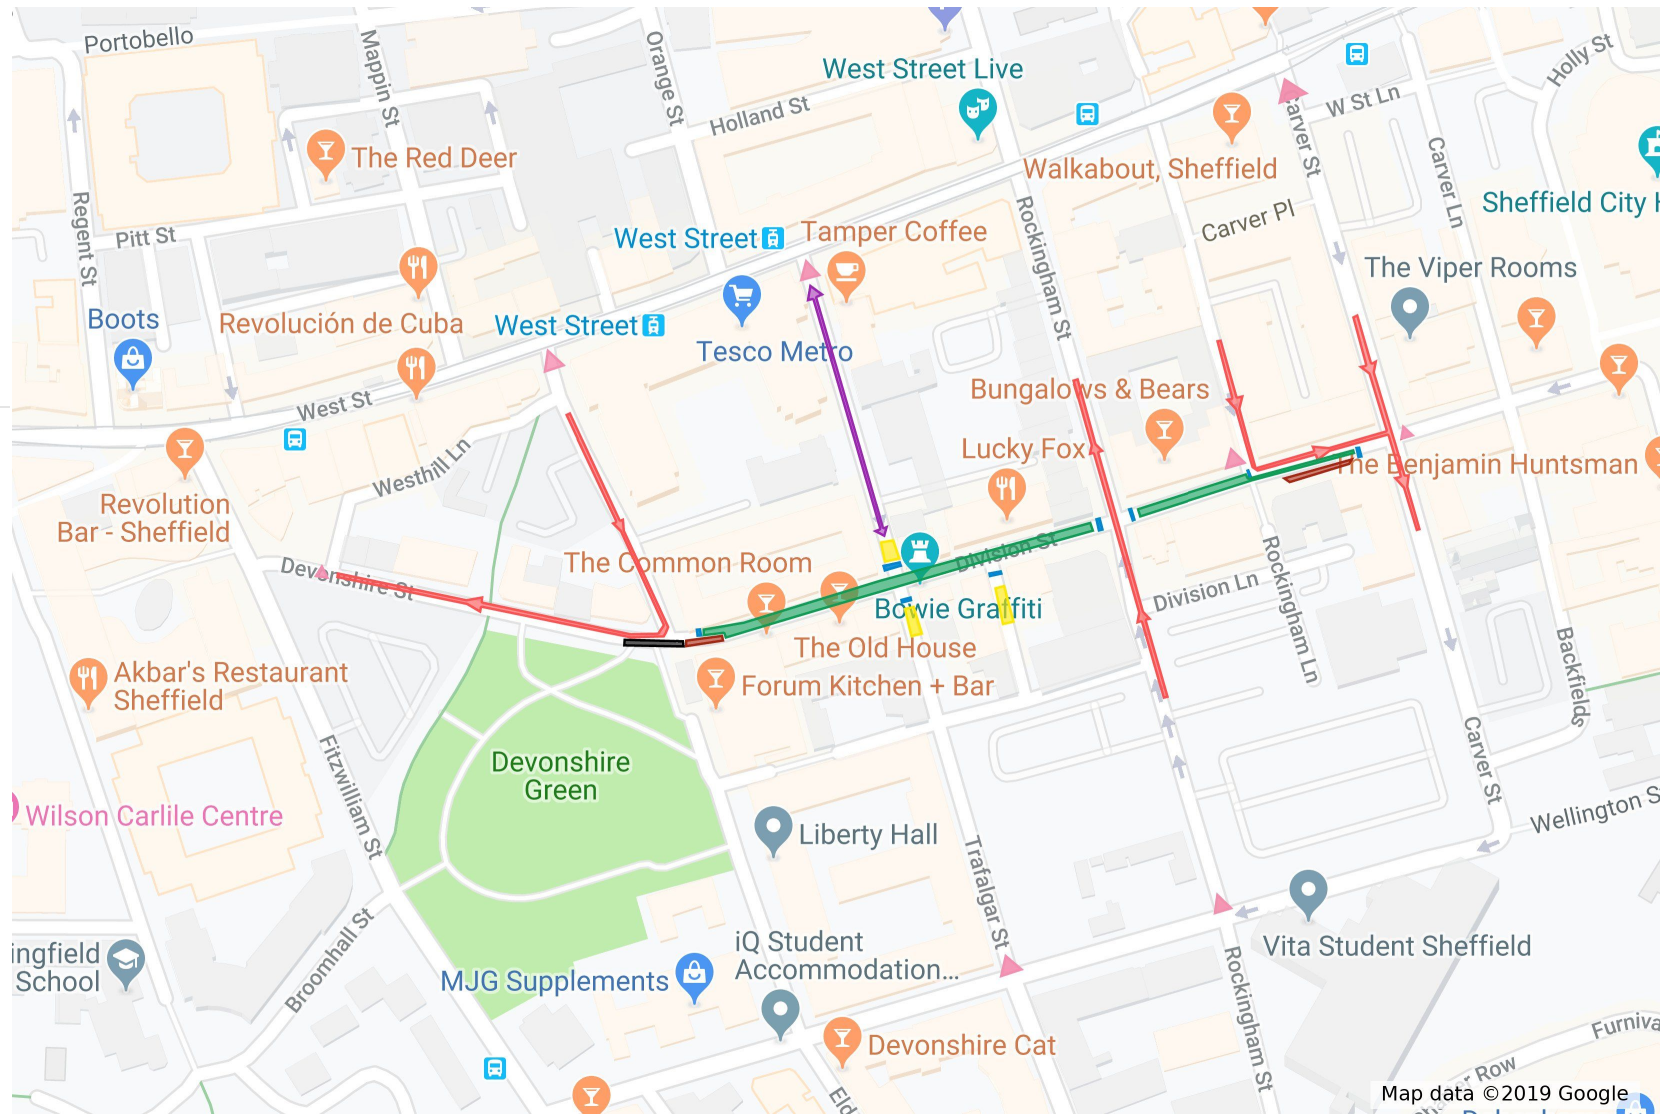 Portobello
Mappin St
Orange St
West Street Live
Holly St
W St Ln
Carver St
Holland St
The Red Deer
Walkabout, Sheffield
Carver Ln
Regent St
Pitt St
Rockingham St
Carver Pl
Sheffield City H
West Street
Tamper Coffee
The Viper Rooms
Boots
Revolución de Cuba
West Street
Tesco Metro
Bungalows & Bears
West St
Lucky Fox
The Benjamin Huntsman
Westhill Ln
Revolution
Bar - Sheffield
Devonshire St
The Common Room
Division St
Rockingham Ln
Division Ln
Bowie Graffiti
The Old House
Akbar's Restaurant
Sheffield
Forum Kitchen + Bar
Backfields
Devonshire
Green
Fitzwilliam St
Carver St
Wilson Carlile Centre
Liberty Hall
Wellington S
Trafalgar St
Broomhall St
ingfield
School
iQ Student
Accommodation...
MJG Supplements
Vita Student Sheffield
Rockingham St
Devonshire Cat
Furniva
Row
Eld
Map data ©2019 Google